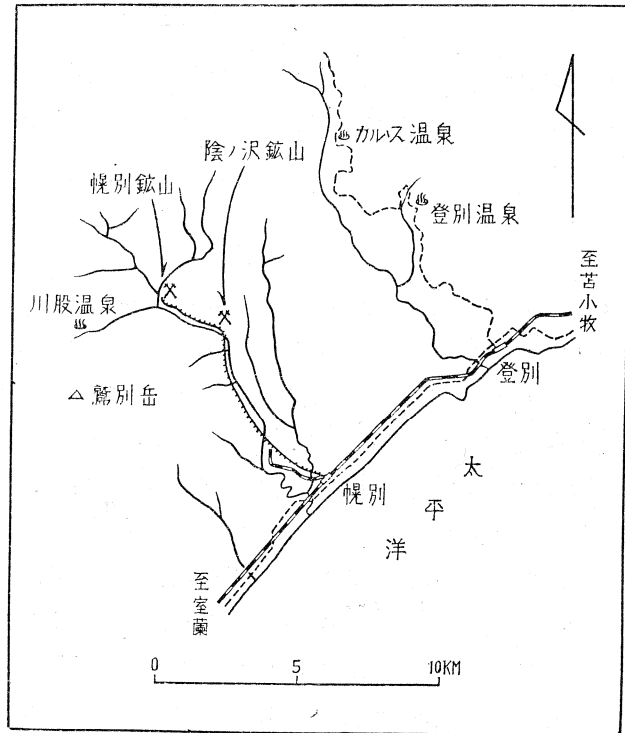 カルルス温泉
陰ノ沢鉱山
幌別鉱山
登別温泉
至苫小牧
川股温泉
鷲別岳
登別
幌別
太平洋
至室蘭
0 5 10KM